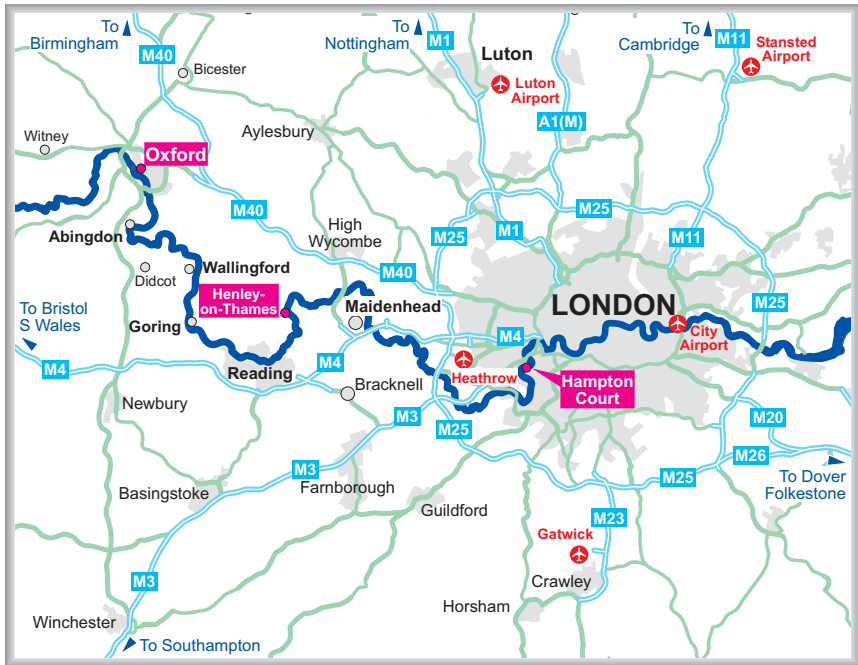 To
Birmingham
M40
Bicester
To
Nottingham
M1
Luton
Luton
Airport
A1(M)
To
Cambridge
M11
Stansted
Airport
Witney
Oxford
Aylesbury
M40
High
Wycombe
M25
M1
M25
M11
Abingdon
Didcot
Wallingford
Henley-
on-Thames
M40
Maidenhead
LONDON
M25
To Bristol
S Wales
Goring
M4
City
Airport
M4
Reading
M4
Heathrow
Hampton
Court
Bracknell
Newbury
M3
M25
M20
M26
M3
M25
To Dover
Folkestone
Basingstoke
Farnborough
Guildford
M23
Gatwick
M3
Crawley
Horsham
Winchester
To Southampton